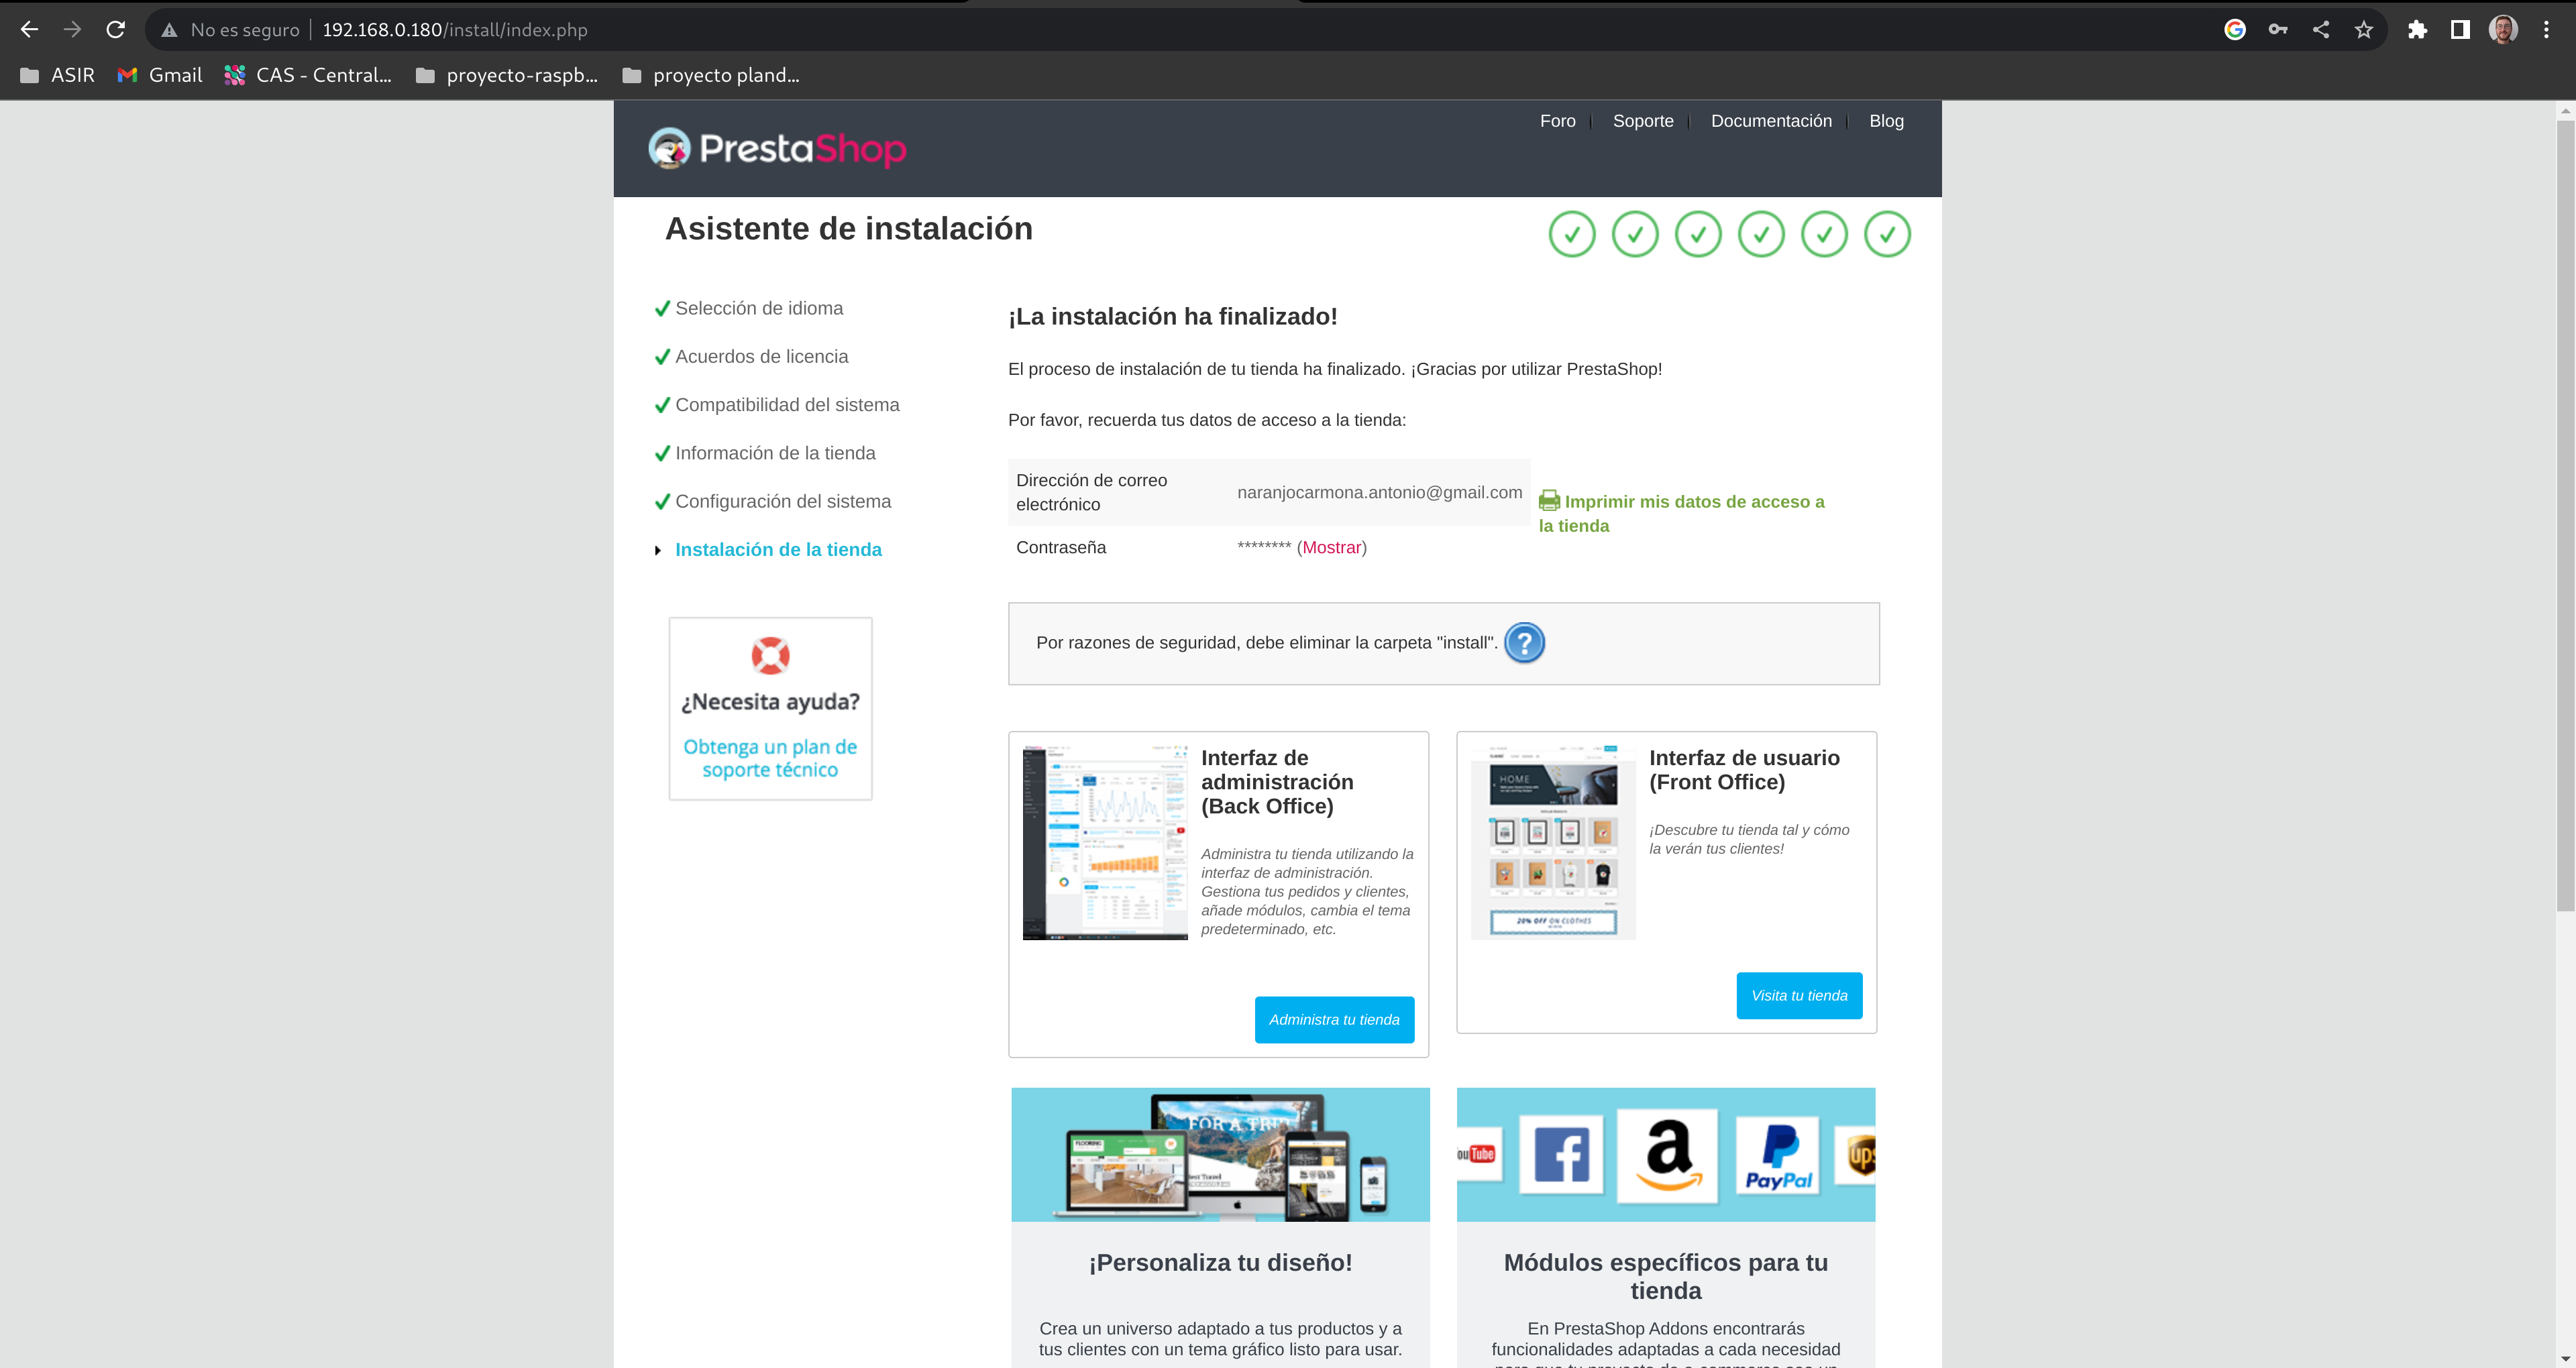 No es seguro | 192.168.0.180/install/index.php
ASIR Gmail CAS - Central... proyecto-raspb... proyecto pland...
Foro Soporte Documentación Blog
PrestaShop
Asistente de instalación
Selección de idioma
Acuerdos de licencia
Compatibilidad del sistema
Información de la tienda
Configuración del sistema
Instalación de la tienda
¿Necesita ayuda?
Obtenga un plan de
soporte técnico
¡La instalación ha finalizado!
El proceso de instalación de tu tienda ha finalizado. ¡Gracias por utilizar PrestaShop!
Por favor, recuerda tus datos de acceso a la tienda:
Dirección de correo
electrónico
naranjocarmona.antonio@gmail.com
Contraseña
******** (Mostrar)
Imprimir mis datos de acceso a
la tienda
Por razones de seguridad, debe eliminar la carpeta "install". ?
Interfaz de
administración
(Back Office)
Administra tu tienda utilizando la
interfaz de administración.
Gestiona tus pedidos y clientes,
añade módulos, cambia el tema
predeterminado, etc.
Administra tu tienda
HOME
20% OFF ON CLOTHES
Interfaz de usuario
(Front Office)
¡Descubre tu tienda tal y cómo
la verán tus clientes!
Visita tu tienda
FOR A TRIP
FLOORING
¡Personaliza tu diseño!
Crea un universo adaptado a tus productos y a
tus clientes con un tema gráfico listo para usar.
ouTube
PayPal
ups
Módulos específicos para tu
tienda
En PrestaShop Addons encontrarás
funcionalidades adaptadas a cada necesidad